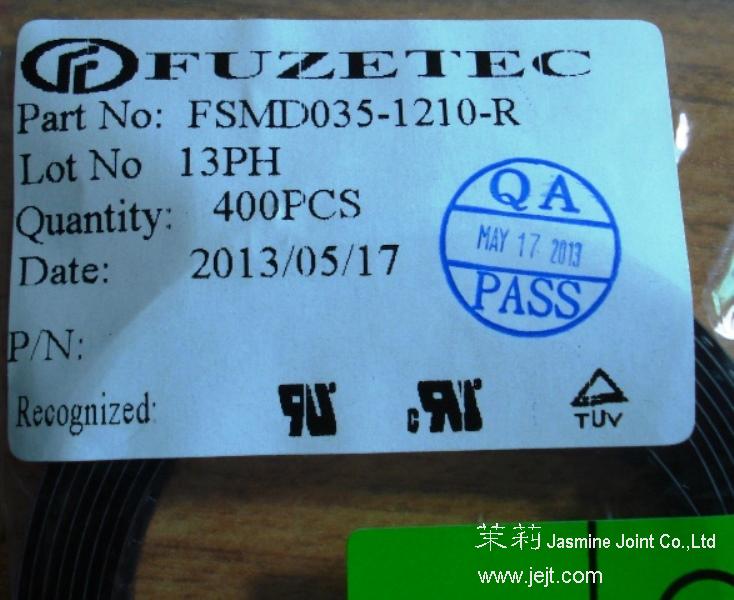 FUZETEC
Part No: FSMD035-1210-R
Lot No 13PH
Quantity: 400PCS
Date: 2013/05/17
QA
MAY 17 2013
PASS
P/N:
Recognized:
TUV
茉莉 Jasmine Joint Co.,Ltd
www.jejt.com